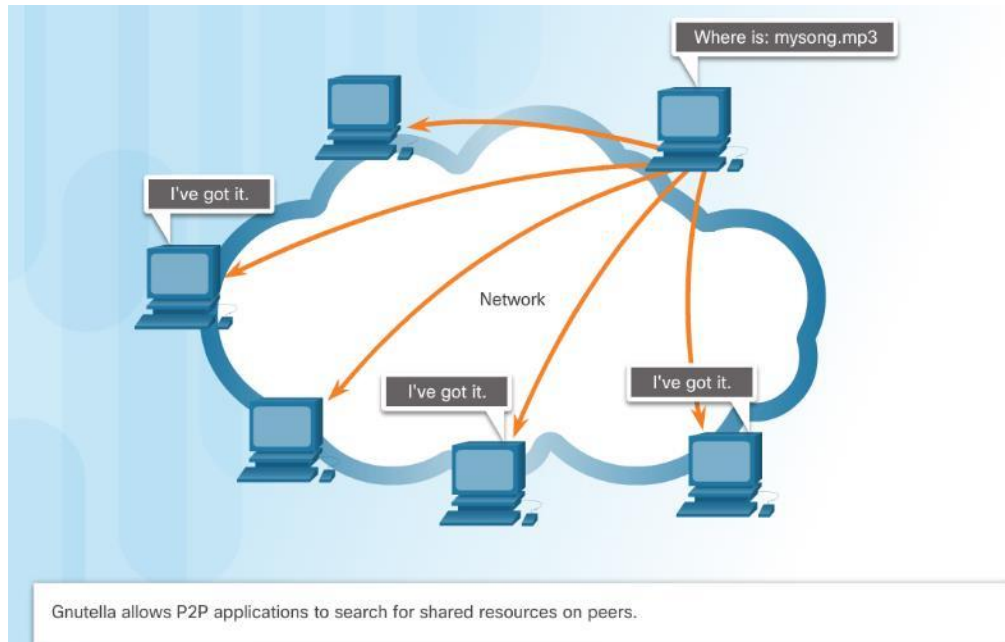 Where is: mysong.mp3
I've got it.
Network
I've got it.
I've got it.
Gnutella allows P2P applications to search for shared resources on peers.